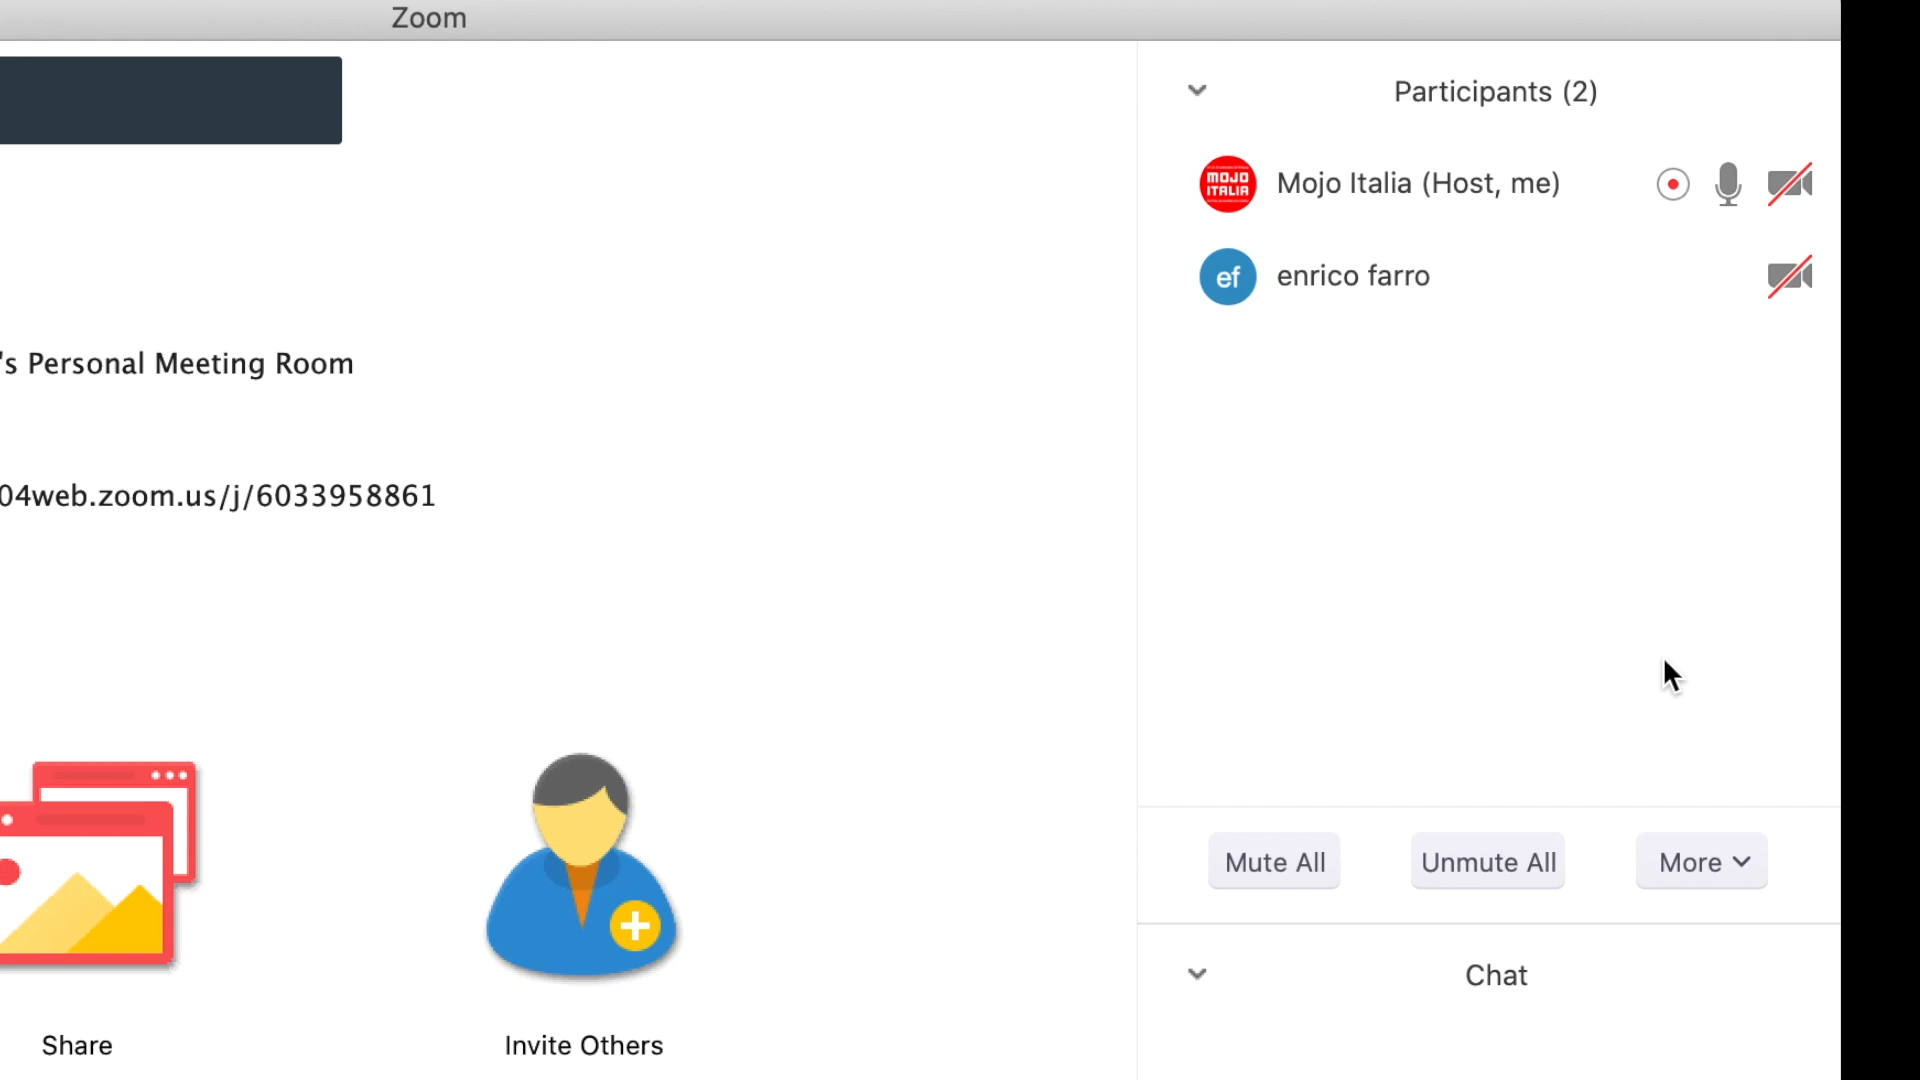 Zoom
's Personal Meeting Room
04web.zoom.us/j/6033958861
Share
Invite Others
Participants (2)
MOJO
ITALIA
Mojo Italia (Host, me)
ef
enrico farro
Mute All
Unmute All
More
Chat